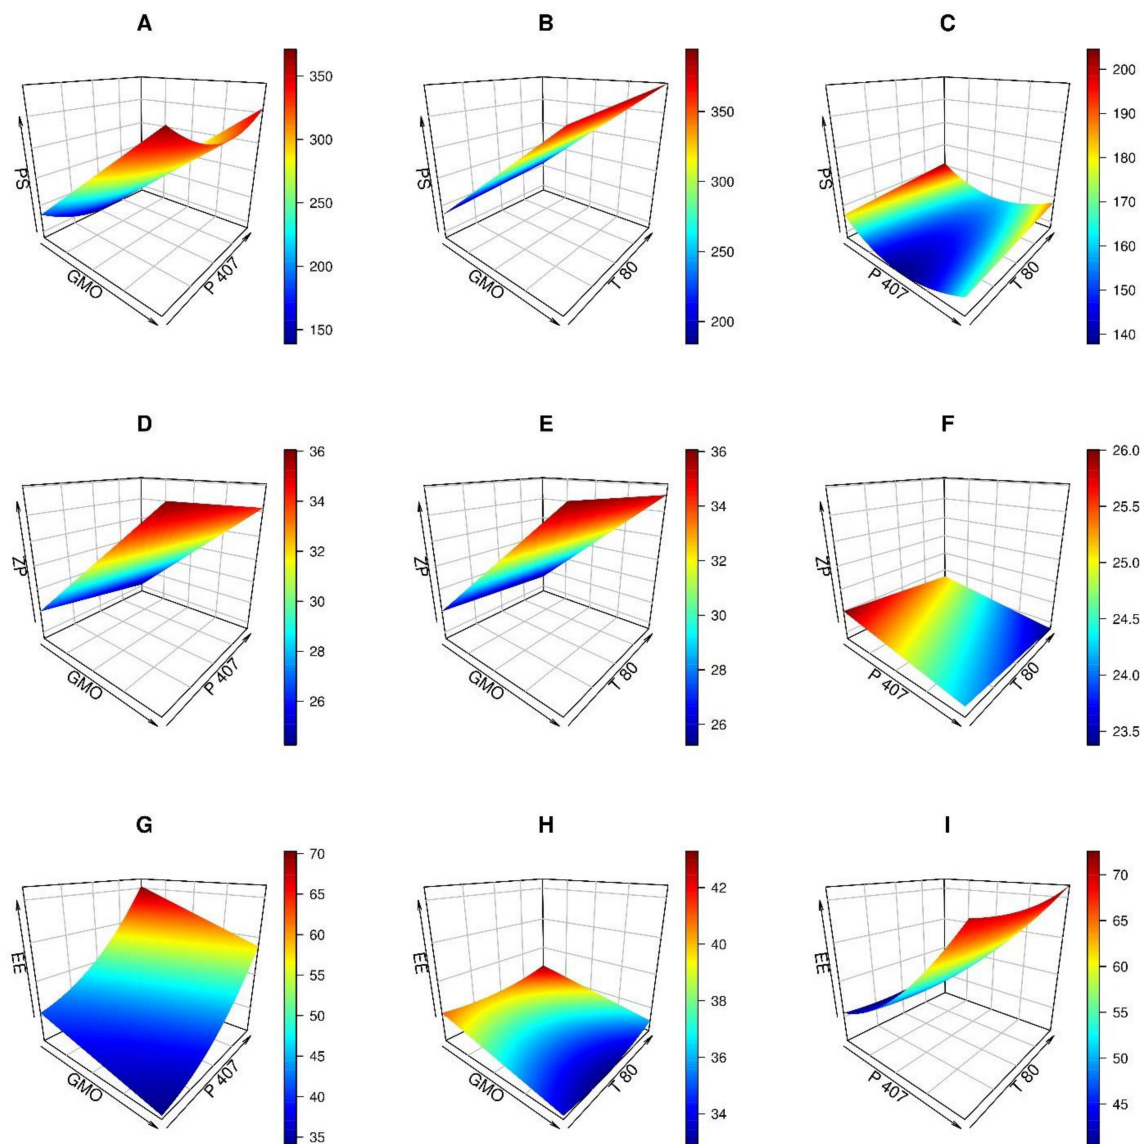 A
B
C
PS
GMO
P 407
350
300
250
200
150
PS
GMO
T 80
350
300
250
200
PS
P 407
T 80
200
190
180
170
160
150
140
D
E
F
ZP
GMO
P 407
36
34
32
30
28
26
ZP
GMO
T 80
36
34
32
30
28
26
ZP
P 407
T 80
26.0
25.5
25.0
24.5
24.0
23.5
G
H
I
EE
GMO
P 407
70
65
60
55
50
45
40
35
EE
GMO
T 80
42
40
38
36
34
EE
P 407
T 80
70
65
60
55
50
45